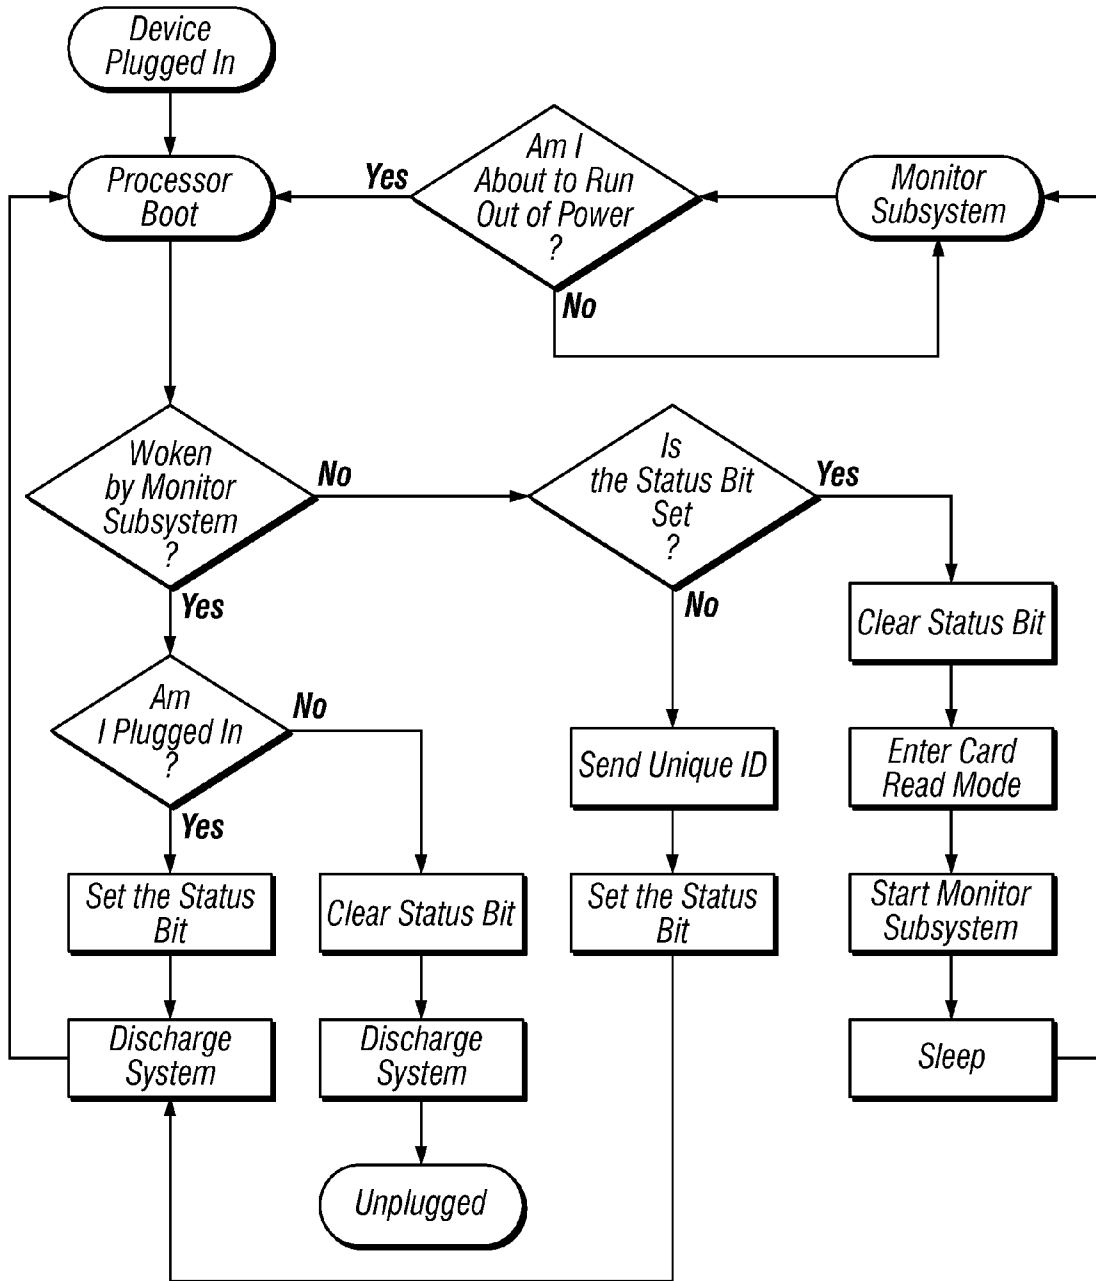 Device
Plugged In
Processor
Boot
Yes
Am I
About to Run
Out of Power
?
No
Monitor
Subsystem
Woken
by Monitor
Subsystem
?
No
Yes
Is
the Status Bit
Set
?
Yes
No
Clear Status Bit
Am
I Plugged In
?
No
Yes
Send Unique ID
Enter Card
Read Mode
Set the Status
Bit
Clear Status Bit
Set the Status
Bit
Start Monitor
Subsystem
Discharge
System
Discharge
System
Sleep
Unplugged